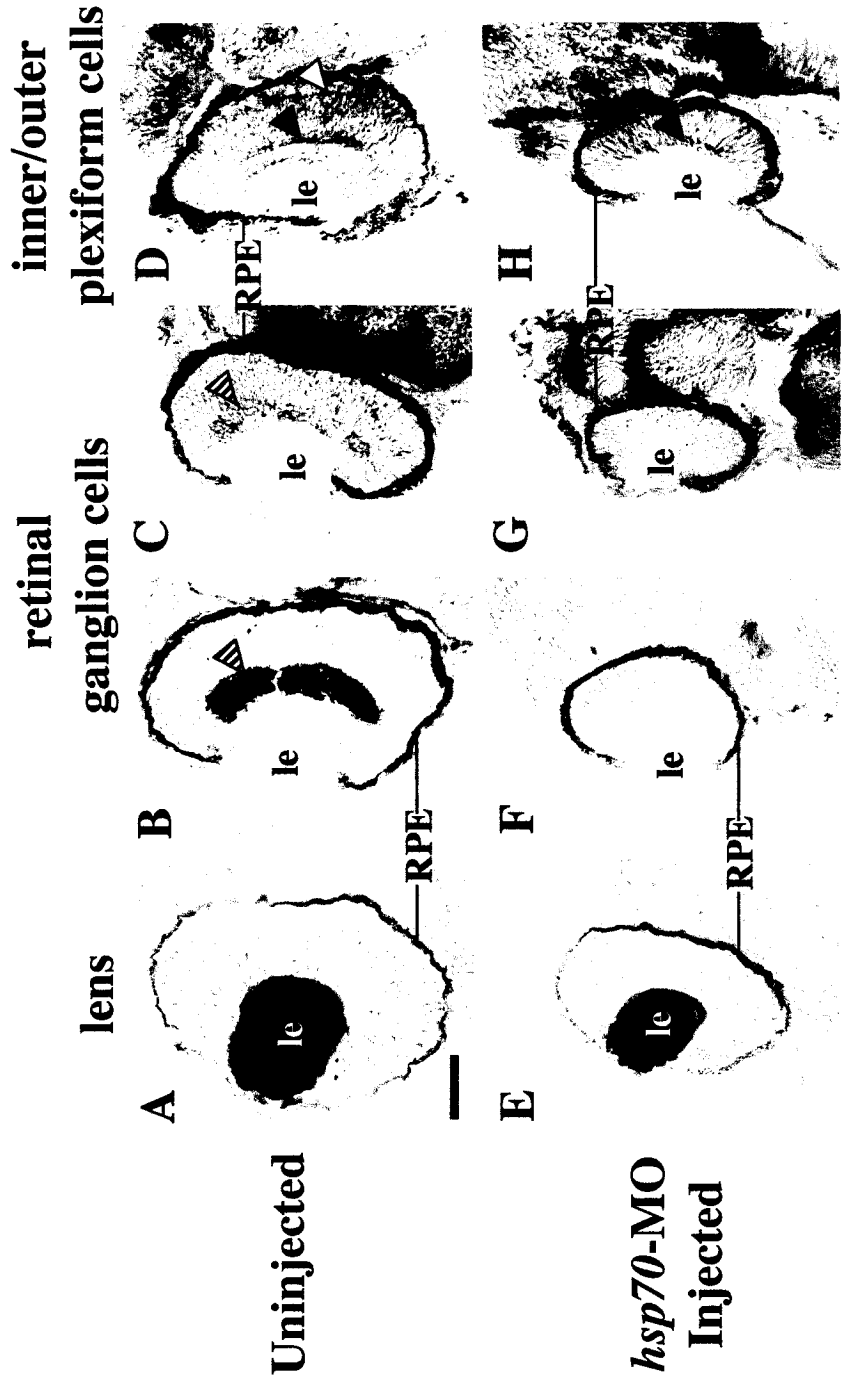 lens
retinal
ganglion cells
inner/outer
plexiform cells
Uninjected
A
le
B
le
RPE
C
le
D
le
RPE
hsp70-MO
Injected
E
le
F
le
RPE
G
le
H
le
RPE